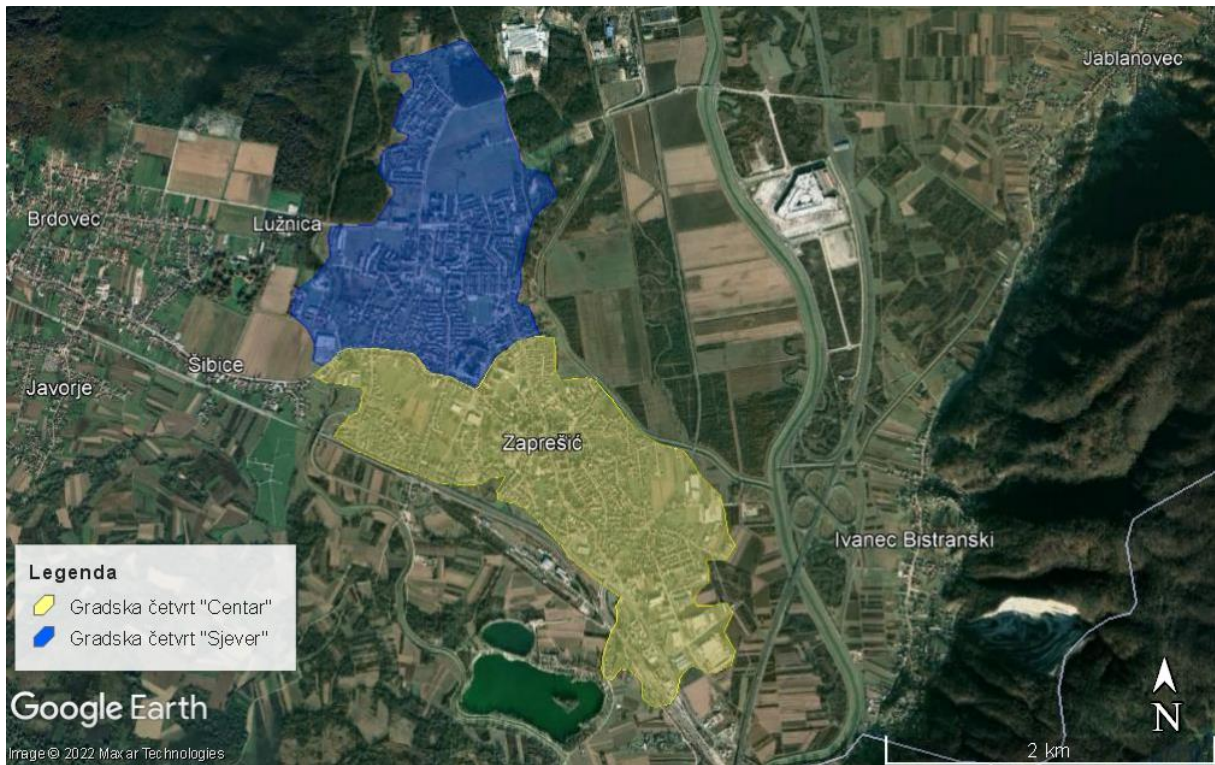 Jablanovec
Brdovec
Lužnica
Šibice
Javorje
Zaprešić
Ivanec Bistranski
Legenda
Gradska četvrt "Centar"
Gradska četvrt "Sjever"
Google Earth
Image © 2022 Maxar Technologies
N
2 km